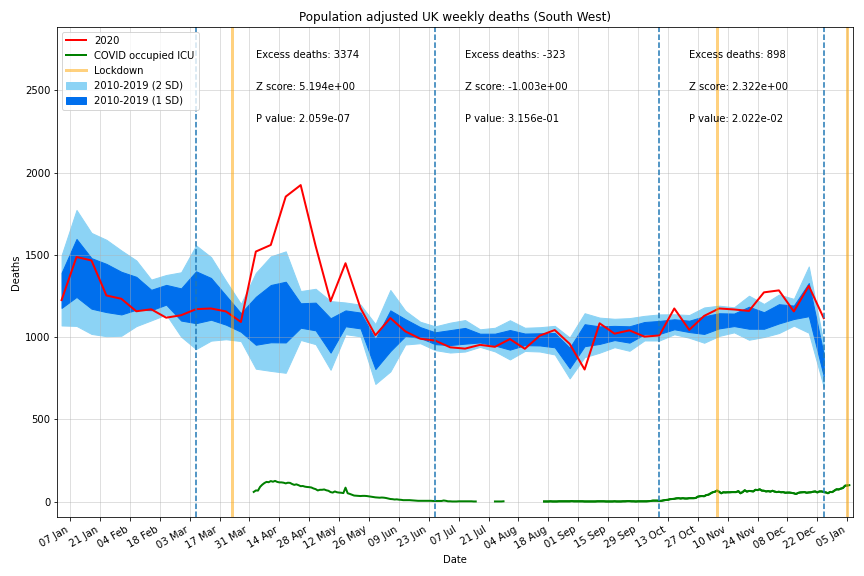 Population adjusted UK weekly deaths (South West)
2020
COVID occupied ICU
Lockdown
2010-2019 (2 SD)
2010-2019 (1 SD)
Excess deaths: 3374
Z score: 5.194e+00
P value: 2.059e-07
Excess deaths: -323
Z score: -1.003e+00
P value: 3.156e-01
Excess deaths: 898
Z score: 2.322e+00
P value: 2.022e-02
Deaths
2500
2000
1500
1000
500
0
07 Jan
21 Jan
04 Feb
18 Feb
03 Mar
17 Mar
31 Mar
14 Apr
28 Apr
12 May
26 May
09 Jun
23 Jun
07 Jul
21 Jul
04 Aug
18 Aug
01 Sep
15 Sep
29 Sep
13 Oct
27 Oct
10 Nov
24 Nov
08 Dec
22 Dec
05 Jan
Date